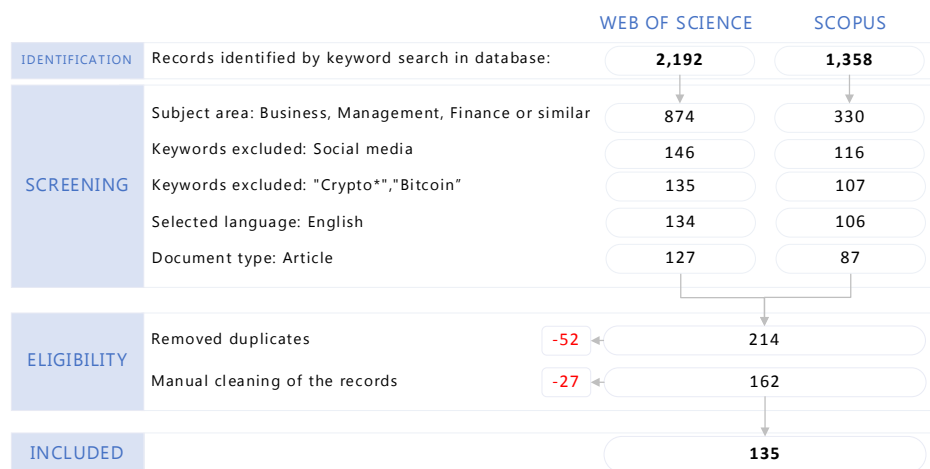 WEB OF SCIENCE SCOPUS
IDENTIFICATION Records identified by keyword search in database: 2,192 1,358
Subject area: Business, Management, Finance or similar 874 330
Keywords excluded: Social media 146 116
SCREENING Keywords excluded: "Crypto*","Bitcoin” 135 107
Selected language: English 134 106
Document type: Article 127 87
Removed duplicates -52 214
ELIGIBILITY
Manual cleaning of the records -27 162
INCLUDED 135